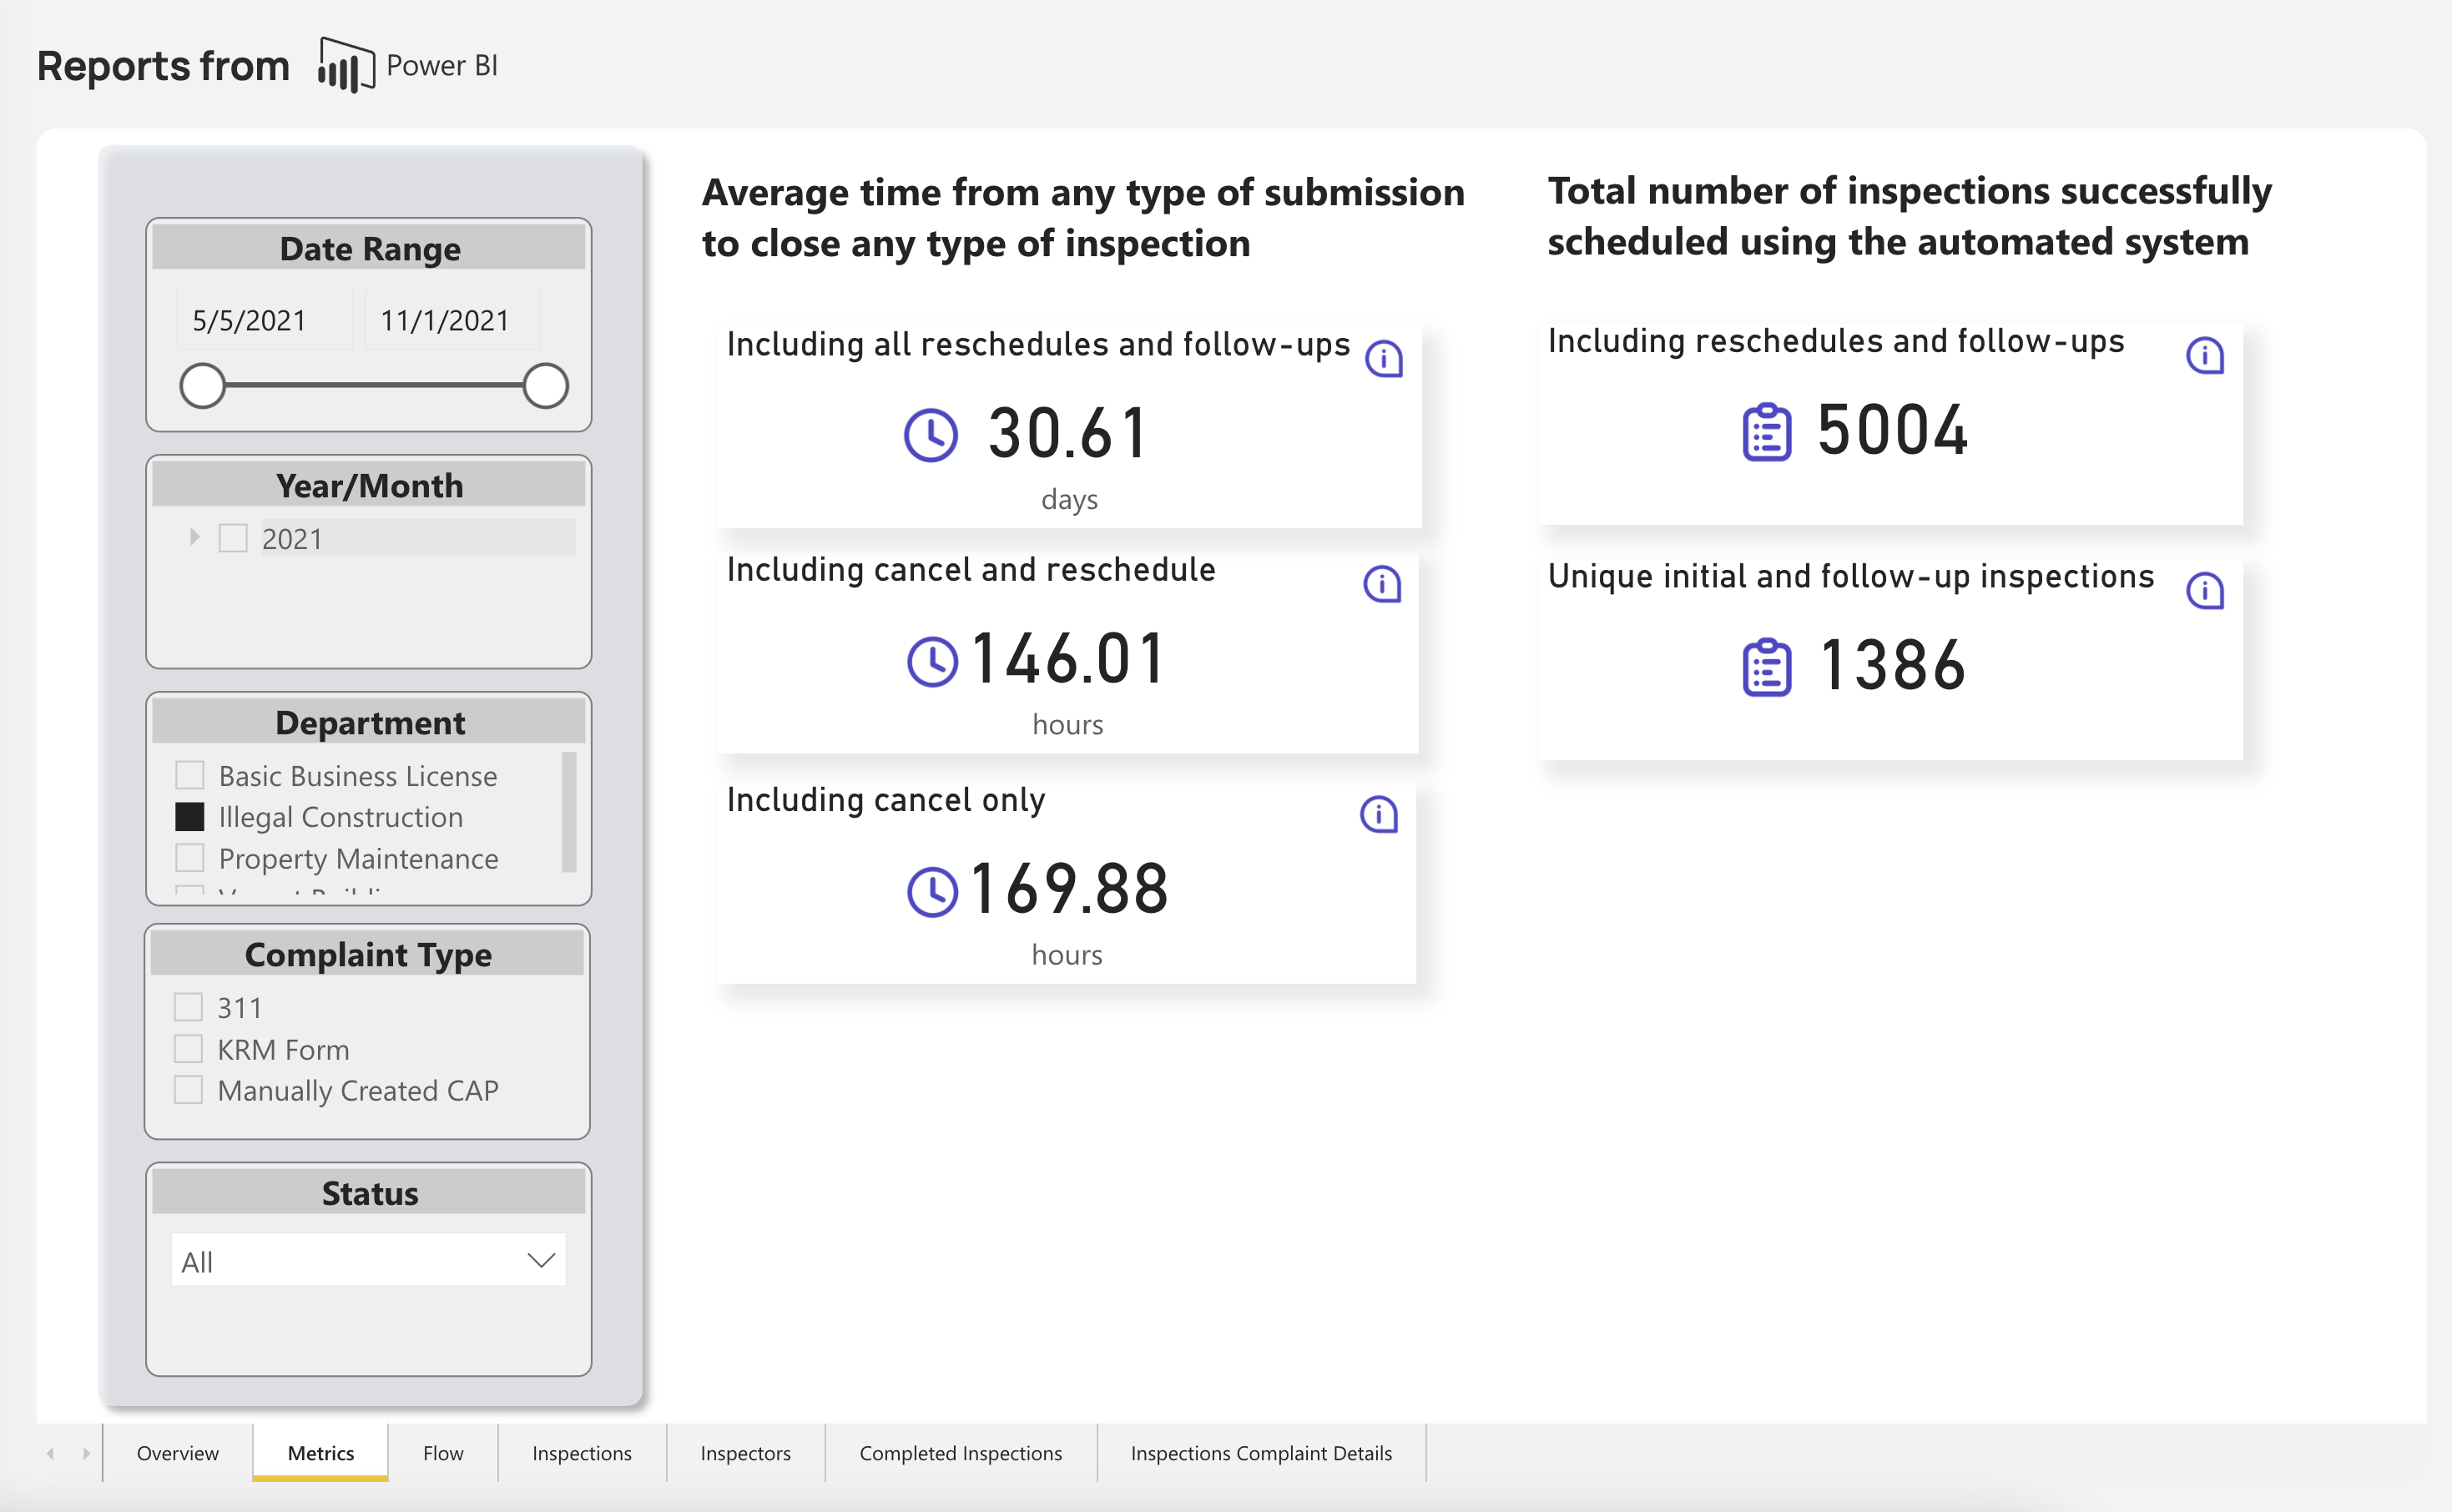 Reports from Power BI
Date Range
5/5/2021 11/1/2021
Year/Month
2021
Department
Basic Business License
Illegal Construction
Property Maintenance
Complaint Type
311
KRM Form
Manually Created CAP
Status
All
Average time from any type of submission
to close any type of inspection
Including all reschedules and follow-ups
30.61
days
Including cancel and reschedule
146.01
hours
Including cancel only
169.88
hours
Total number of inspections successfully
scheduled using the automated system
Including reschedules and follow-ups
5004
Unique initial and follow-up inspections
1386
Overview Metrics Flow Inspections Inspectors Completed Inspections Inspections Complaint Details